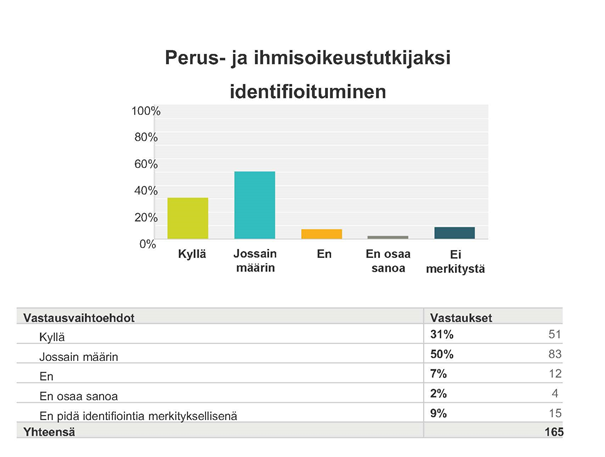 Perus- ja ihmisoikeustutkijaksi
identifioituminen
100%
80%
60%
40%
20%
0%
Kyllä
Jossain
määrin
En
En osaa
sanoa
Ei
merkitystä
Vastausvaihtoehdot Vastaukset
Kyllä 31% 51
Jossain määrin 50% 83
En 7% 12
En osaa sanoa 2% 4
En pidä identifiointia merkityksellisenä 9% 15
Yhteensä 165